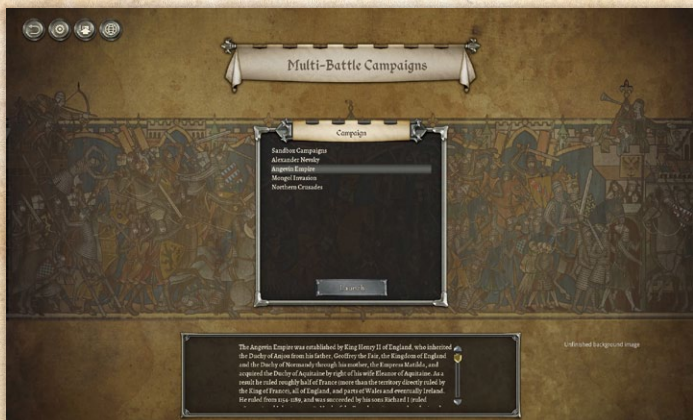 Multi-Battle Campaigns
Campaign
Sandbox Campaigns
Alexander Nevsky
Angevin Empire
Mongol Invasion
Northern Crusades
The Angevin Empire was established by King Henry II of England, who inherited
the Duchy of Anjou from his father, Geoffrey the Fair, the Kingdom of England
and the Duchy of Normandy through his mother, the Empress Matilda, and
acquired the Duchy of Aquitaine by right of his wife Eleanor of Aquitaine. As a
result he ruled roughly half of France (more than the territory directly ruled by
the King of France), all of England, and parts of Wales and eventually Ireland.
He ruled from 1154-1189, and was succeeded by his sons Richard I (ruled
Unfinished background image